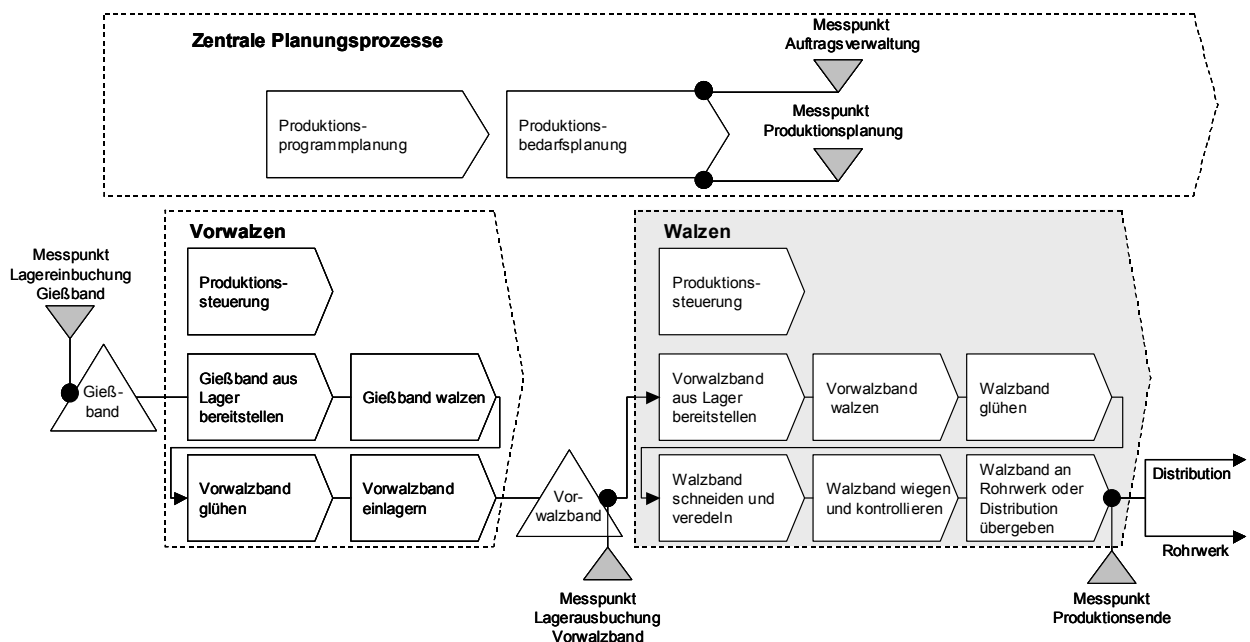 Zentrale Planungsprozesse
Messpunkt
Auftragsverwaltung
Produktions-
programmplanung
Produktions-
bedarfsplanung
Messpunkt
Produktionsplanung
Messpunkt
Lagereinbuchung
Gießband
Gieß-
band
Vorwalzen
Produktions-
steuerung
Gießband aus
Lager
bereitstellen
Gießband walzen
Vorwalzband
glühen
Vorwalzband
einlagern
Vor-
walzband
Messpunkt
Lagerausbuchung
Vorwalzband
Walzen
Produktions-
steuerung
Vorwalzband
aus Lager
bereitstellen
Vorwalzband
walzen
Walzband
glühen
Walzband
schneiden und
veredeln
Walzband wiegen
und kontrollieren
Walzband an
Rohrwerk oder
Distribution
übergeben
Messpunkt
Produktionsende
Distribution
Rohrwerk